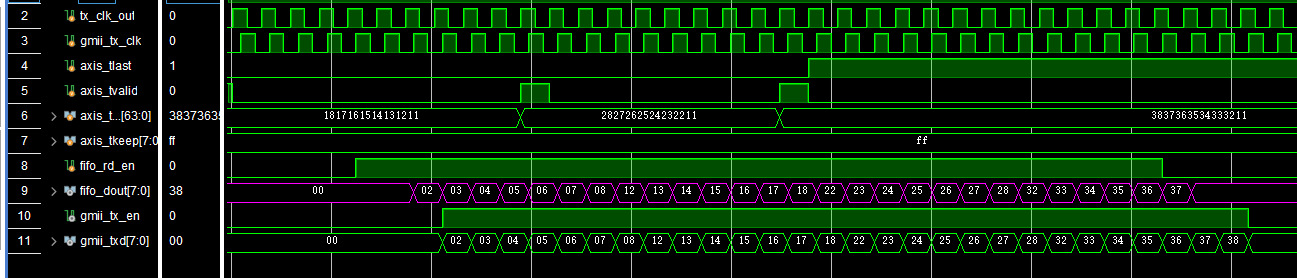 2 tx_clk_out 0
3 gmii_tx_clk 0
4 axis_tlast 1
5 axis_tvalid 0
6 axis_t...[63:0] 38373635 1817161514131211 2827262524232211 3837363534333211
7 axis_tkeep[7:0 ff ff
8 fifo_rd_en 0
9 fifo_dout[7:0] 38 00 02 03 04 05 06 07 08 12 13 14 15 16 17 18 22 23 24 25 26 27 28 32 33 34 35 36 37
10 gmii_tx_en 0
11 gmii_txd[7:0] 00 00 02 03 04 05 06 07 08 12 13 14 15 16 17 18 22 23 24 25 26 27 28 32 33 34 35 36 37 38